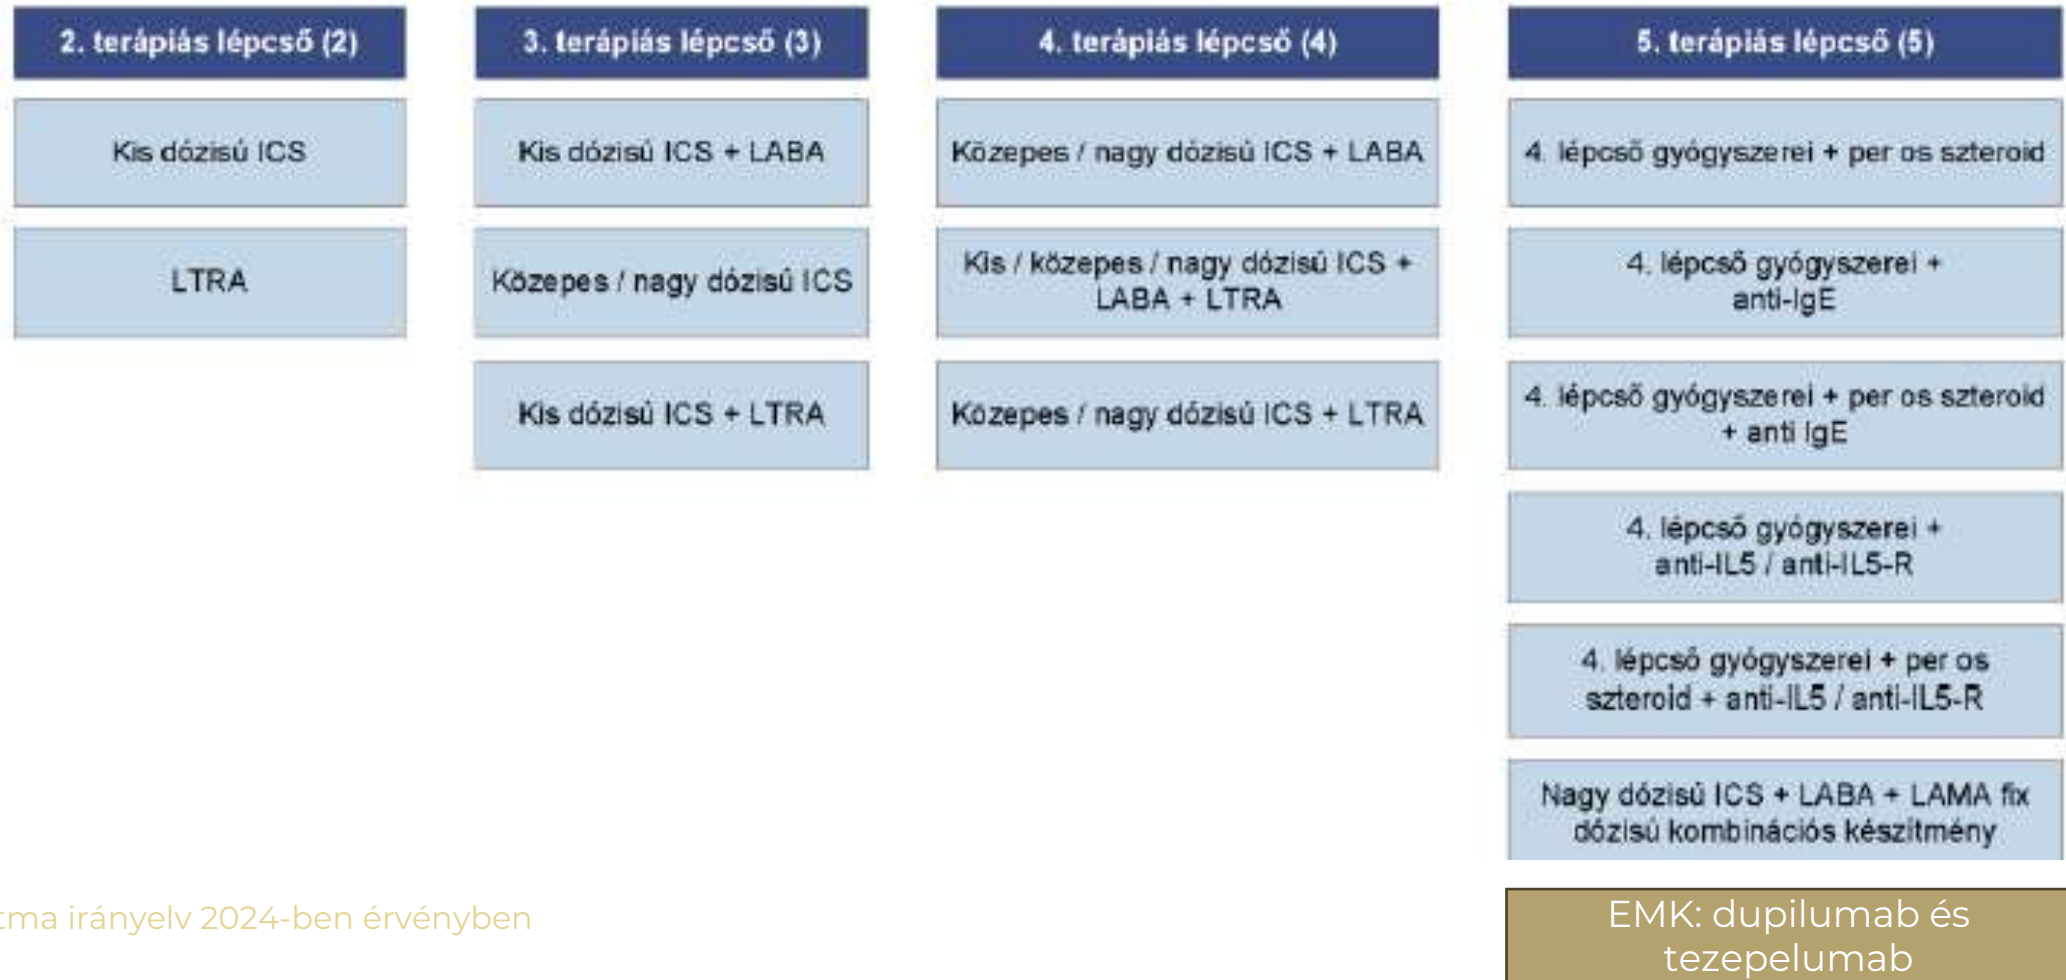 2. terápiás lépcső (2)
Kis dózisú ICS
LTRA
3. terápiás lépcső (3)
Kis dózisú ICS + LABA
Közepes / nagy dózisú ICS
Kis dózisú ICS + LTRA
4. terápiás lépcső (4)
Közepes / nagy dózisú ICS + LABA
Kis / közepes / nagy dózisú ICS +
LABA + LTRA
Közepes / nagy dózisú ICS + LTRA
5. terápiás lépcső (5)
4. lépcső gyógyszerei + per os szteroid
4. lépcső gyógyszerei +
anti-IgE
4. lépcső gyógyszerei + per os szteroid
+ anti IgE
4. lépcső gyógyszerei +
anti-IL5 / anti-IL5-R
4. lépcső gyógyszerei + per os
szteroid + anti-IL5 / anti-IL5-R
Nagy dózisú ICS + LABA + LAMA fix
dózisú kombinációs készítmény
irányelv 2024-ben érvényben
EMK: dupilumab és
tezepelumab